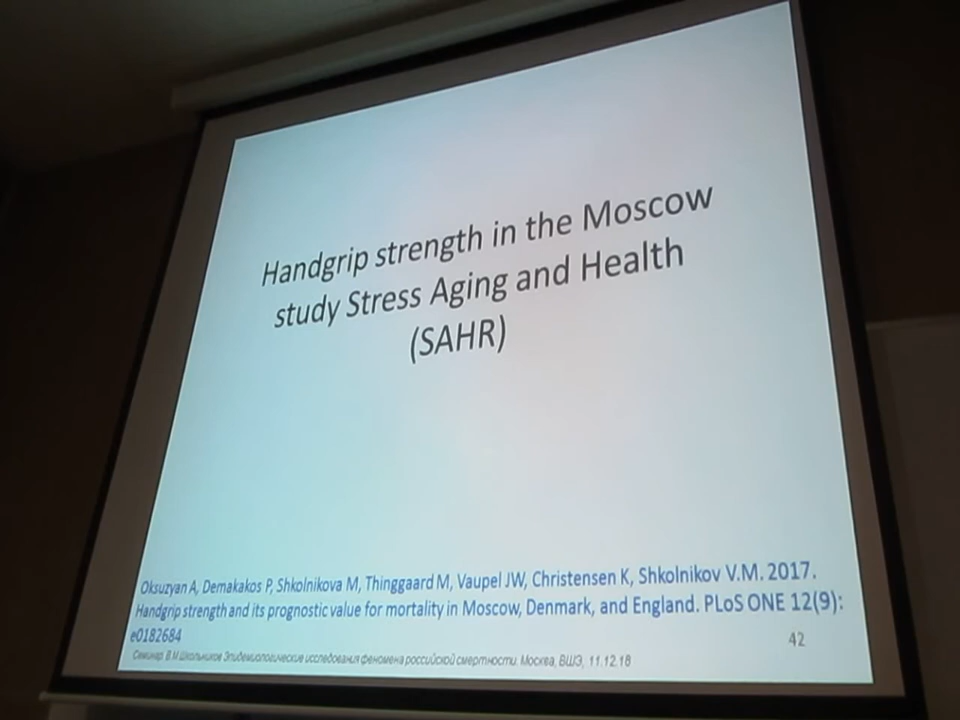 Handgrip strength in the Moscow
study Stress Aging and Health
(SAHR)
Oksuzyan A, Demakakos P, Shkolnikova M, Thinggaard M, Vaupel JW, Christensen K, Shkolnikov V.M. 2017.
Handgrip strength and its prognostic value for mortality in Moscow, Denmark, and England. PLoS ONE 12(9):
e0182684
42
Семинар. В.М.Школьников Эпидемиологические исследования феномена российской смертности. Москва, ВШЭ, 11.12.18